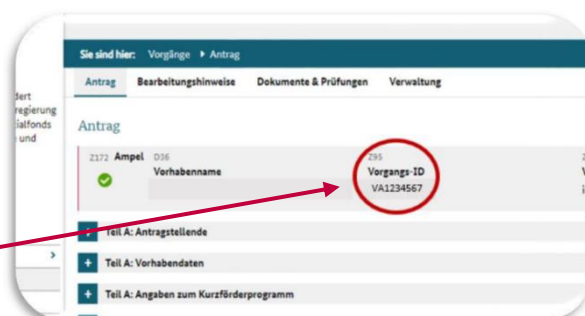 Sie sind hier: Vorgänge Antrag
Antrag Bearbeitungshinweise Dokumente & Prüfungen Verwaltung
regierung
ialfonds
und
Antrag
Z172 Ampel D36 Z95
Vorhabenname Vorgangs-ID
VA1234567
+ Teil A: Antragstellende
+ Teil A: Vorhabendaten
+ Teil A: Angaben zum Kurzförderprogramm